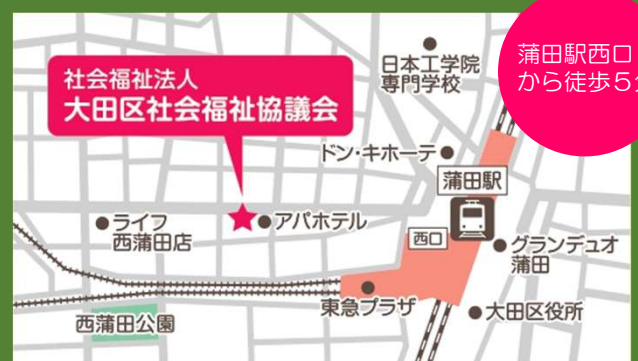 社会福祉法人
大田区社会福祉協議会
日本工学院
専門学校
蒲田駅西口
から徒歩5分
ドン・キホーテ
蒲田駅
ライフ
西蒲田店
アパホテル
西口
グランデュオ
蒲田
東急プラザ
大田区役所
西蒲田公園